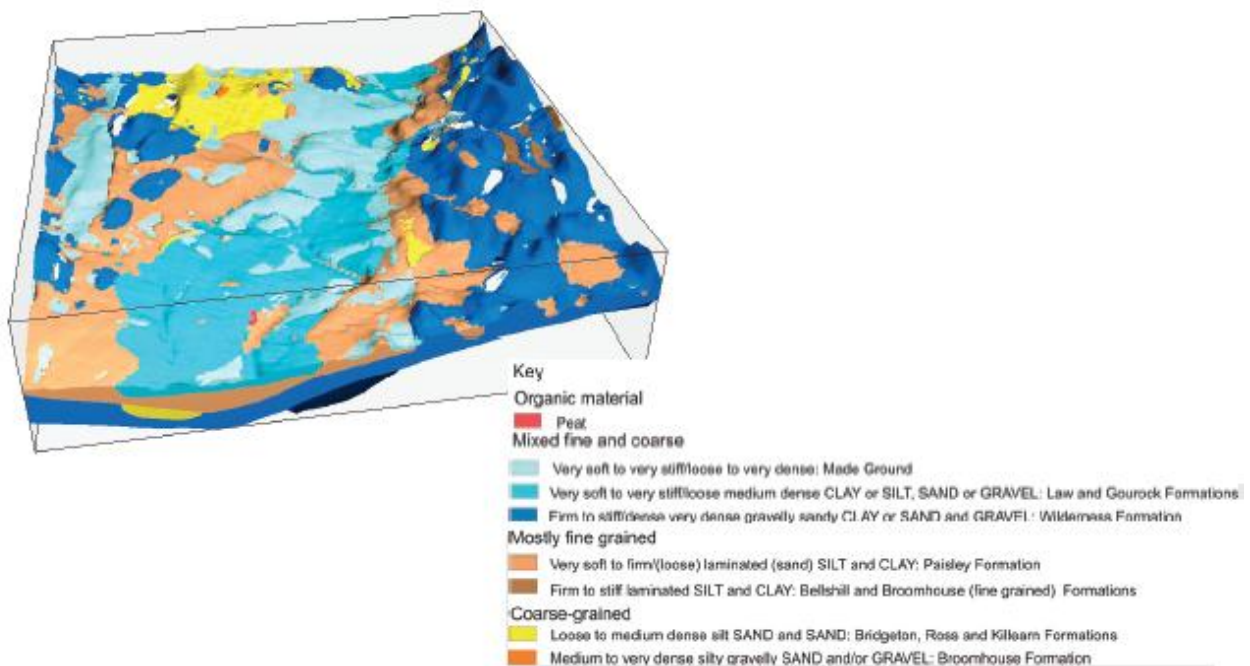 Key
Organic material
Peat
Mixed fine and coarse
Very soft to very stiff/loose to very dense: Made Ground
Very soft to very stiff/loose medium dense CLAY or SILT, SAND or GRAVEL: Law and Gourock Formations
Firm to stiff/dense very dense gravelly sandy CLAY or SAND and GRAVEL: Wilderness Formation
Mostly fine grained
Very soft to firm/(loose) laminated (sand) SILT and CLAY: Paisley Formation
Firm to stiff laminated SILT and CLAY: Bellshill and Broomhouse (fine grained) Formations
Coarse-grained
Loose to medium dense silt SAND and SAND: Bridgeton, Ross and Killearn Formations
Medium to very dense silty gravelly SAND and/or GRAVEL: Broomhouse Formation